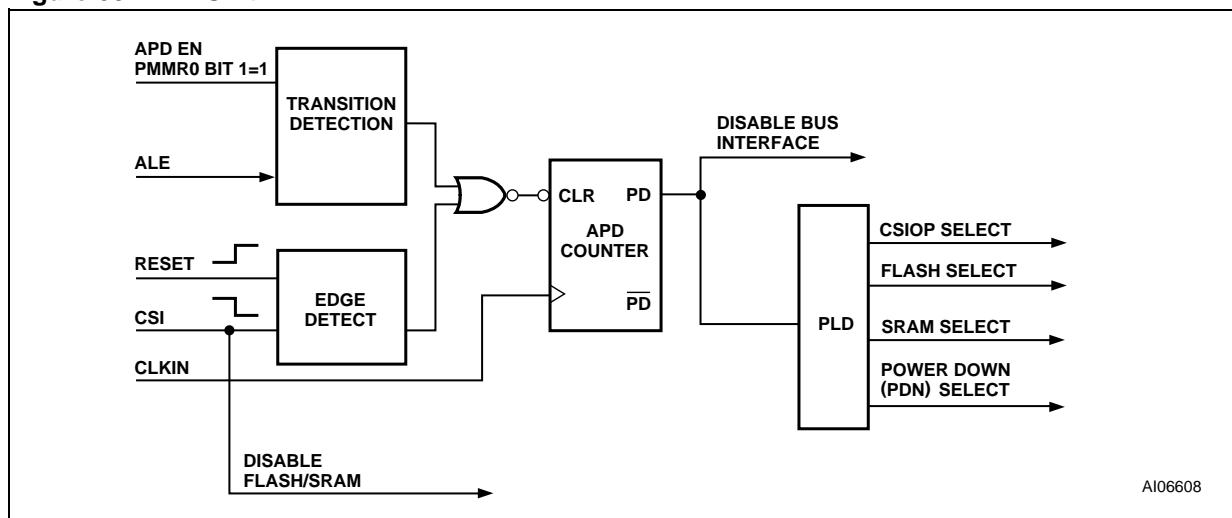 APD EN
PMMR0 BIT 1=1
TRANSITION
DETECTION
ALE
DISABLE BUS
INTERFACE
CLR
PD
APD
COUNTER
PD
RESET
CSI
EDGE
DETECT
CLKIN
CSIOP SELECT
FLASH SELECT
PLD
SRAM SELECT
POWER DOWN
(PDN) SELECT
DISABLE
FLASH/SRAM
AI06608